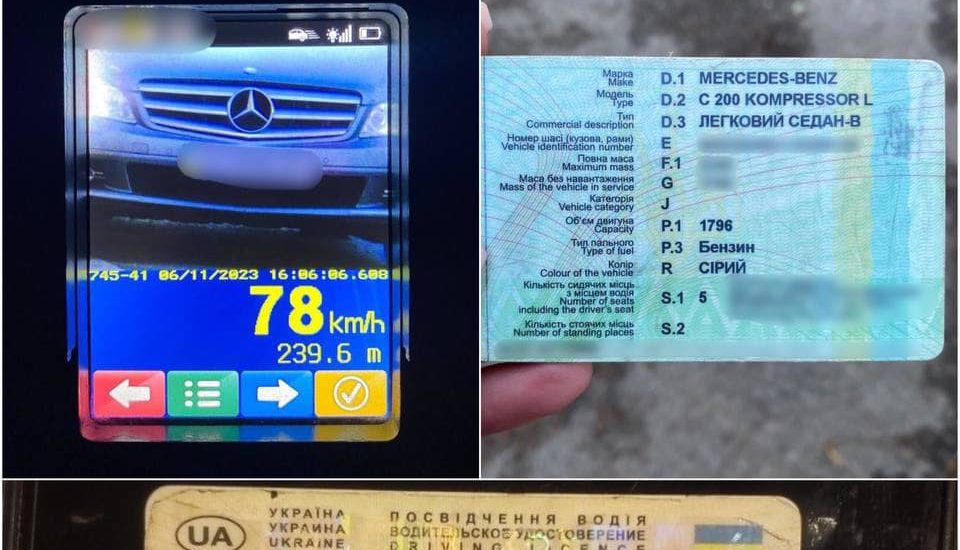 745-41 06/11/2023 16:06:06.608
78 km/h
239.6 m
Марка
Make
D.1 MERCEDES-BENZ
Модель
Type
D.2 C 200 KOMPRESSOR L
Тип
Commercial description
D.3 ЛЕГКОВИЙ СЕДАН-В
Номер шасі (кузова, рами)
Vehicle identification number
E
Повна маса
Maximum mass
F.1
Маса без навантаження
Mass of the vehicle in service
G
Категорія
Vehicle category
J
Об'єм двигуна
Capacity
P.1 1796
Тип пального
Type of fuel
P.3 Бензин
Колір
Colour of the vehicle
R СІРИЙ
Кількість сидячих місць
з місцем водія
Number of seats
including the driver's seat
S.1 5
Кількість стоячих місць
Number of standing places
S.2
UA
УКРАЇНА
УКРАИНА
UKRAINE
ПОСВІДЧЕННЯ ВОДІЯ
ВОДИТЕЛЬСКОЕ УДОСТОВЕРЕНИЕ
DRIVING LICENCE